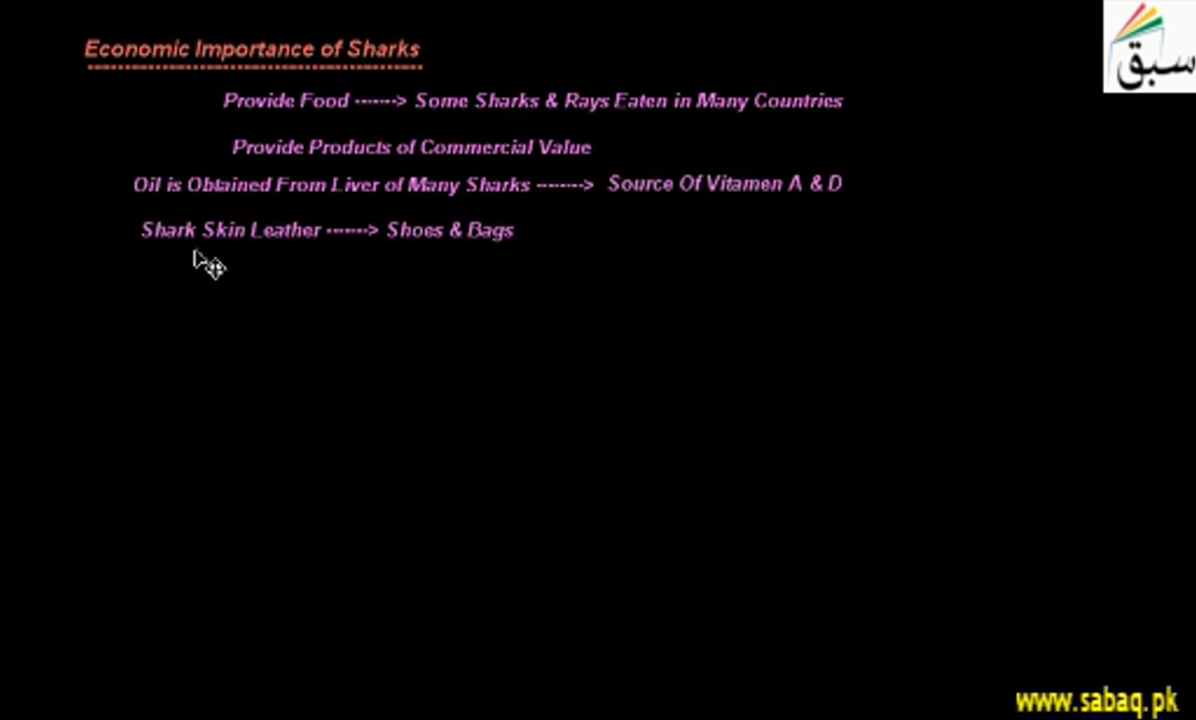 Economic Importance of Sharks
سبق
Provide Food -------> Some Sharks & Rays Eaten in Many Countries
Provide Products of Commercial Value
Oil is Obtained From Liver of Many Sharks --------> Source Of Vitamen A & D
Shark Skin Leather -------> Shoes & Bags
www.sabaq.pk